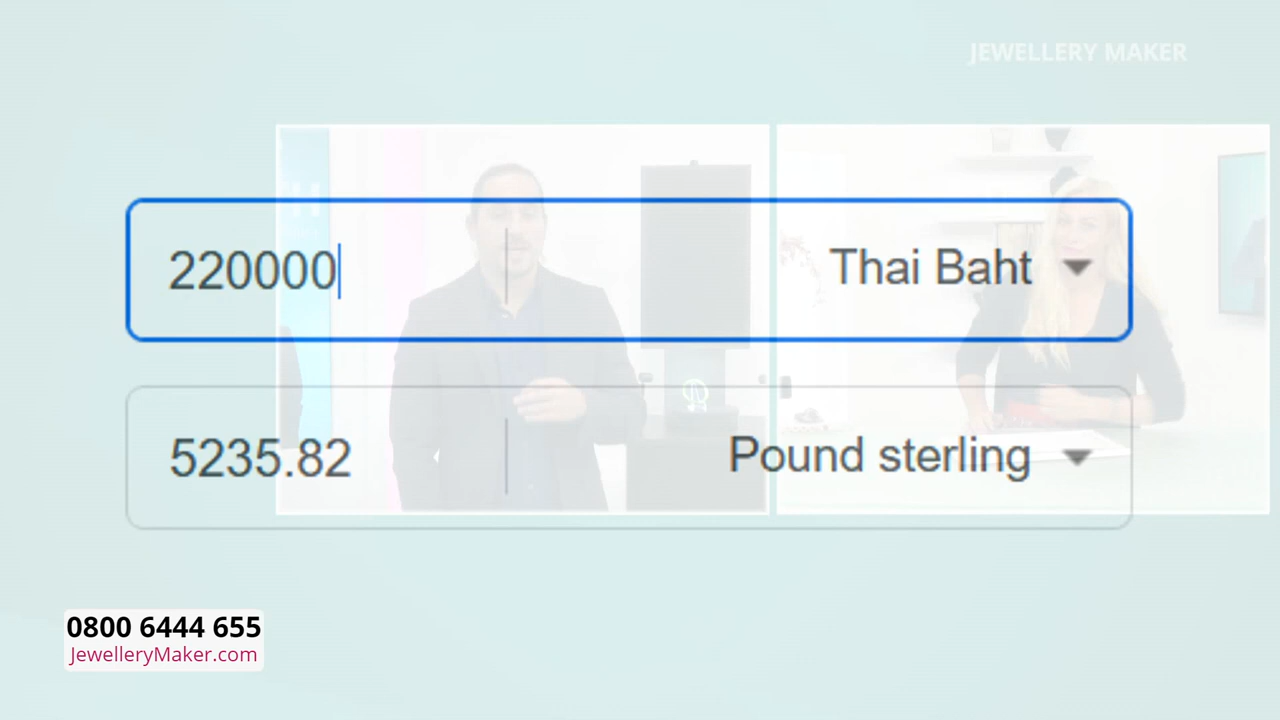 JEWELLERY MAKER
220000
Thai Baht
5235.82
Pound sterling
0800 6444 655
JewelleryMaker.com